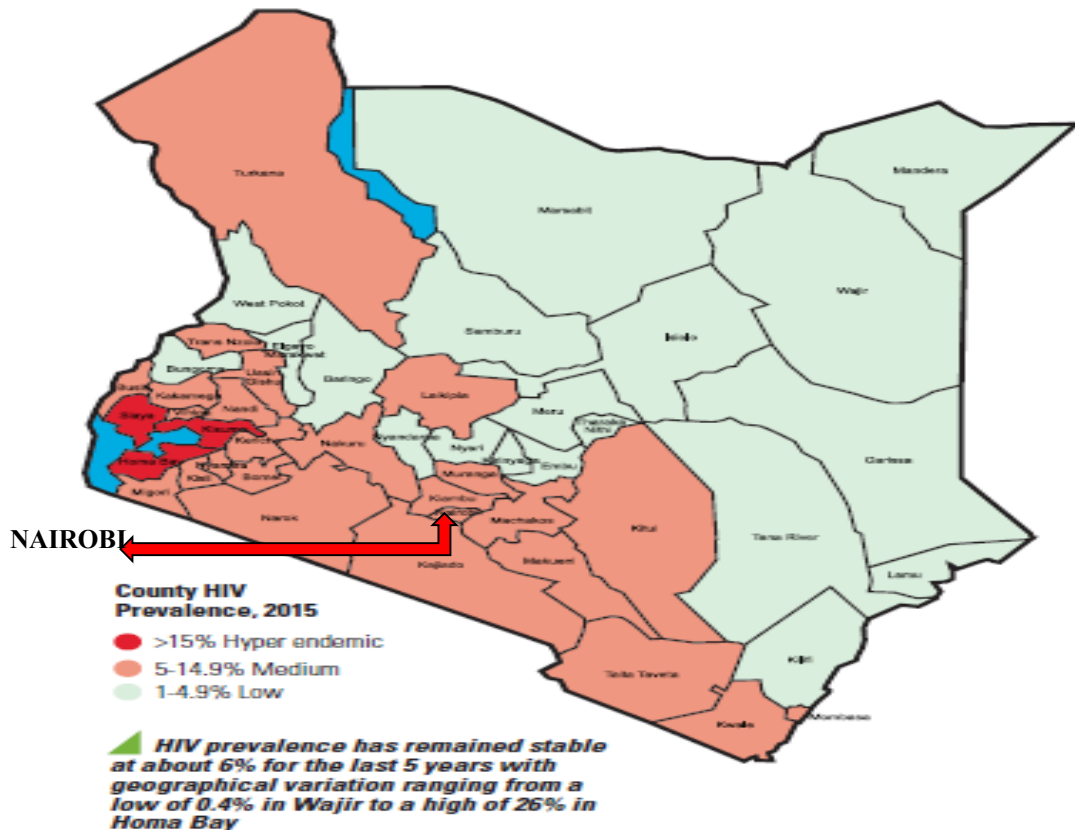 Turkana
Marsabit
Mandera
Wajir
West Pokot
Samburu
Isiolo
Trans Nzoia
Elgeyo
Marakwet
Bungoma
Uasin
Gishu
Baringo
Laikipia
Busia
Kakamega
Nandi
Meru
Siaya
Kisumu
Tharaka
Nithi
Nyandarua
Nyeri
Kericho
Nakuru
Embu
Garissa
Homa Bay
Muranga
Kisii
Bomet
Kiambu
Migori
Machakos
Kitui
Narok
Tana River
NAIROBI
Makueni
Kajiado
Lamu
County HIV
Prevalence, 2015
>15% Hyper endemic
5-14.9% Medium
1-4.9% Low
Kilifi
Taita Taveta
Kwale
Mombasa
HIV prevalence has remained stable
at about 6% for the last 5 years with
geographical variation ranging from a
low of 0.4% in Wajir to a high of 26% in
Homa Bay